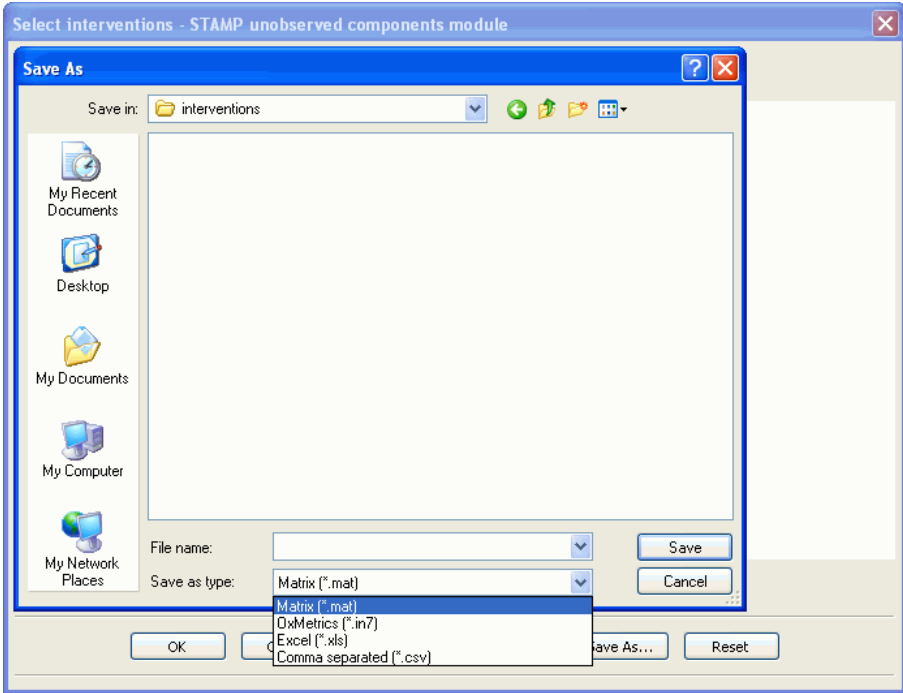 Select interventions - STAMP unobserved components module
Save As
Save in:
interventions
My Recent
Documents
Desktop
My Documents
My Computer
My Network
Places
File name:
Save
Save as type:
Matrix (*.mat)
Cancel
Matrix (*.mat)
OxMetrics (*.in7)
Excel (*.xls)
Comma separated (*.csv)
OK
Save As...
Reset